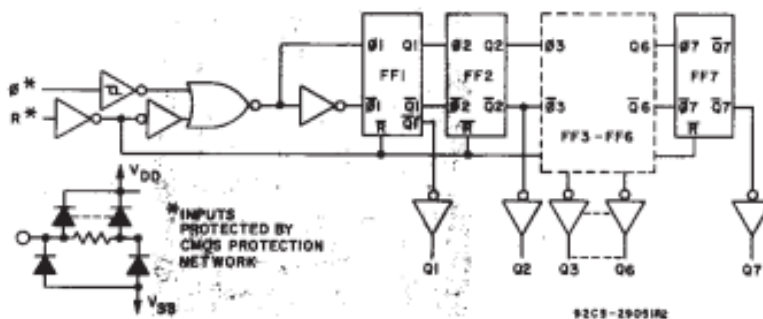 Ø1 Q1 Ø2 Q2 Ø3 Q6 Ø7 Q̅7
FF1 FF2 FF7
Ø*
R*
Ø̅1 Q̅1 Ø̅2 Q̅2 Ø̅3 Q̅6 Ø̅7 Q̅7
R̅ Q̅1 R̅ R̅
FF3-FF6
VDD
*INPUTS
PROTECTED BY
CMOS PROTECTION
NETWORK
VSS
Q1 Q2 Q3 Q6 Q7
92CS-29051R2